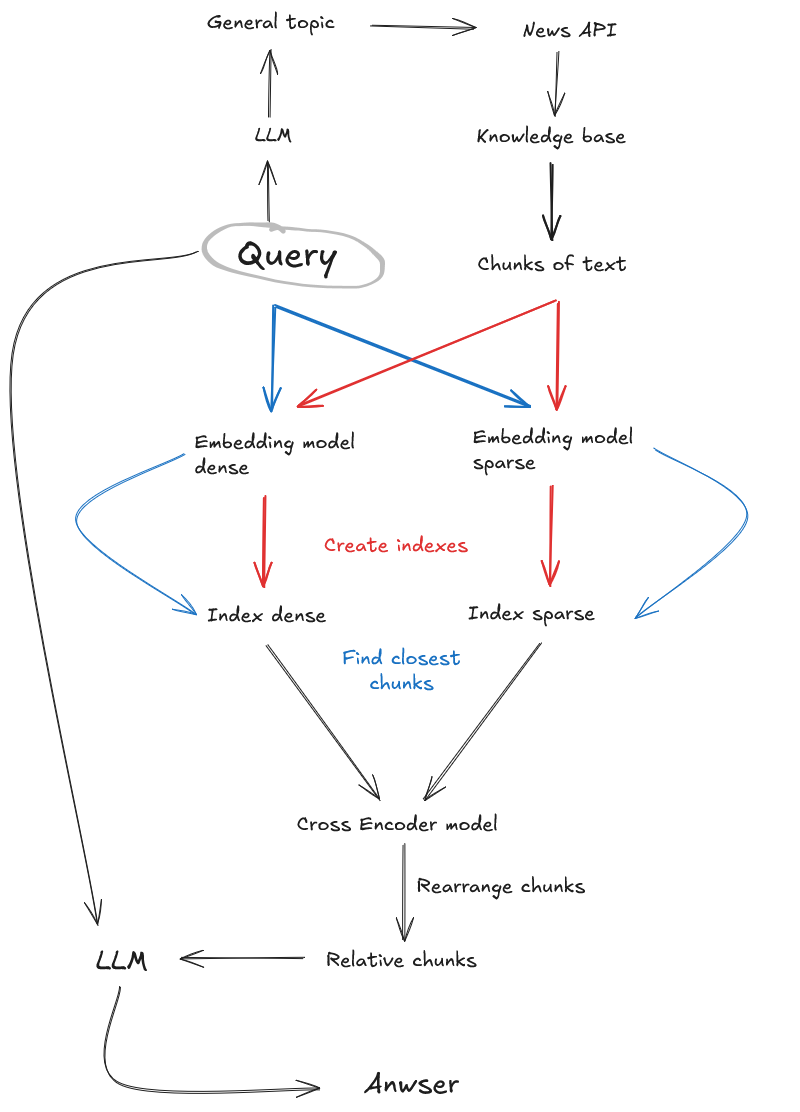 General topic
News API
LLM
Knowledge base
Query
Chunks of text
Embedding model
dense
Embedding model
sparse
Create indexes
Index dense
Index sparse
Find closest
chunks
Cross Encoder model
Rearrange chunks
LLM
Relative chunks
Anwser